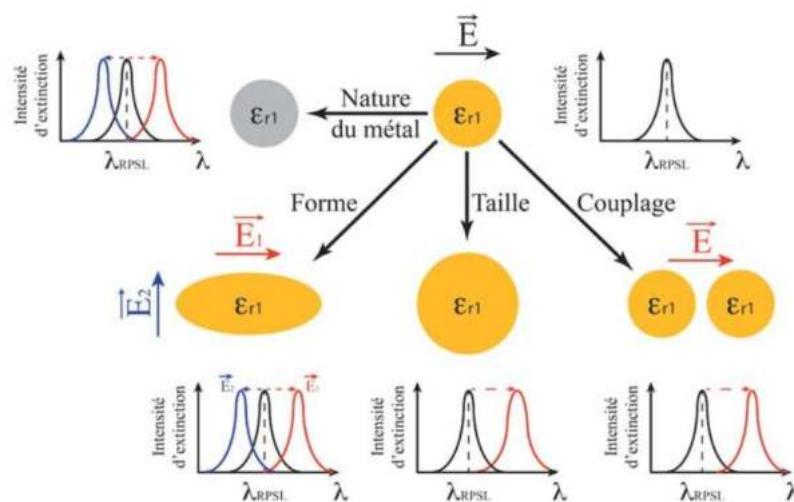 E
Intensité
d'extinction
λRPSL
λ
εr1
Nature
du métal
εr1
Intensité
d'extinction
λRPSL
λ
Forme
Taille
Couplage
E1
E2
εr1
εr1
E
εr1
εr1
Intensité
d'extinction
E2
E1
λRPSL
λ
Intensité
d'extinction
λRPSL
λ
Intensité
d'extinction
λRPSL
λ